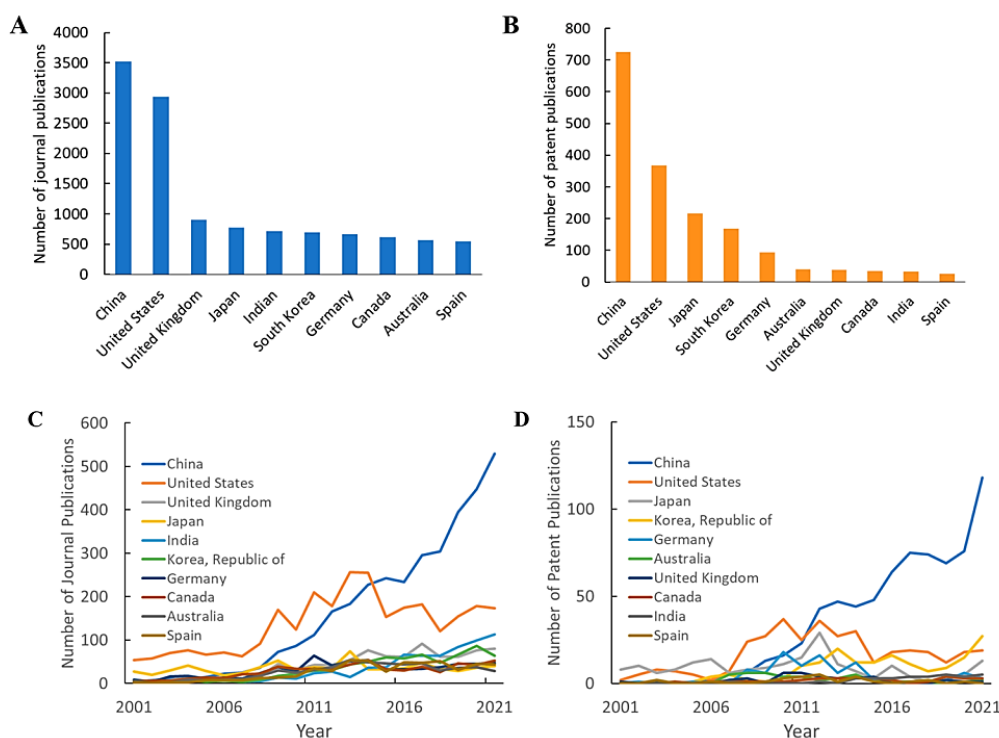 A
Number of journal publications
4000
3500
3000
2500
2000
1500
1000
500
0
China
United States
United Kingdom
Japan
Indian
South Korea
Germany
Canada
Australia
Spain
B
Number of patent publications
800
700
600
500
400
300
200
100
0
China
United States
Japan
South Korea
Germany
Australia
United Kingdom
Canada
India
Spain
C
Number of Journal Publications
600
500
400
300
200
100
0
China
United States
United Kingdom
Japan
India
Korea, Republic of
Germany
Canada
Australia
Spain
2001
2006
2011
2016
2021
Year
D
Number of Patent Publications
150
100
50
0
China
United States
Japan
Korea, Republic of
Germany
Australia
United Kingdom
Canada
India
Spain
2001
2006
2011
2016
2021
Year